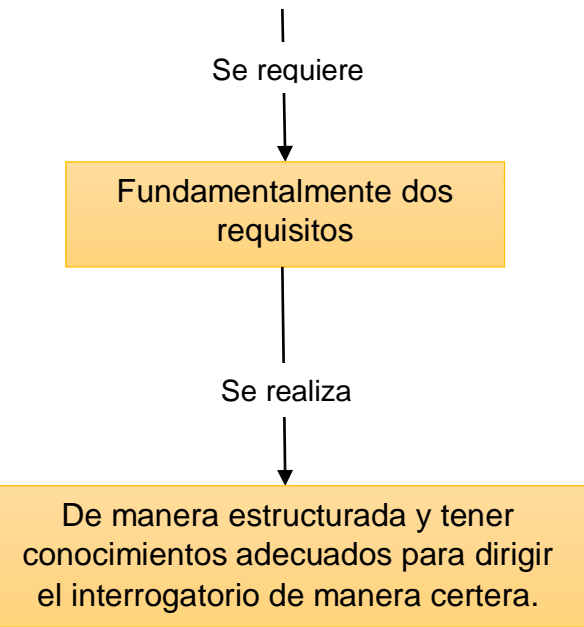 Se requiere
Fundamentalmente dos
requisitos
Se realiza
De manera estructurada y tener
conocimientos adecuados para dirigir
el interrogatorio de manera certera.